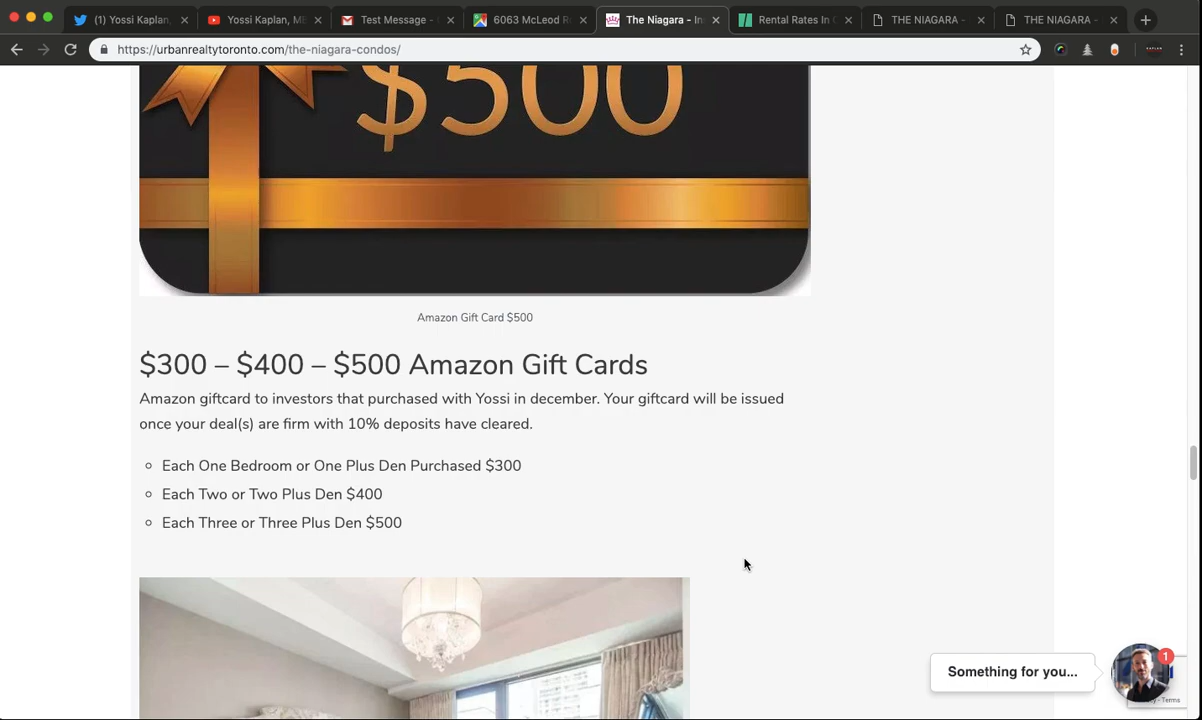 (1) Yossi Kaplan,
Yossi Kaplan, MB
Test Message -
6063 McLeod R
The Niagara - In
Rental Rates In
THE NIAGARA -
THE NIAGARA -
https://urbanrealtytoronto.com/the-niagara-condos/
$500
Amazon Gift Card $500
$300 – $400 – $500 Amazon Gift Cards
Amazon giftcard to investors that purchased with Yossi in december. Your giftcard will be issued
once your deal(s) are firm with 10% deposits have cleared.
Each One Bedroom or One Plus Den Purchased $300
Each Two or Two Plus Den $400
Each Three or Three Plus Den $500
Something for you...
1
Terms